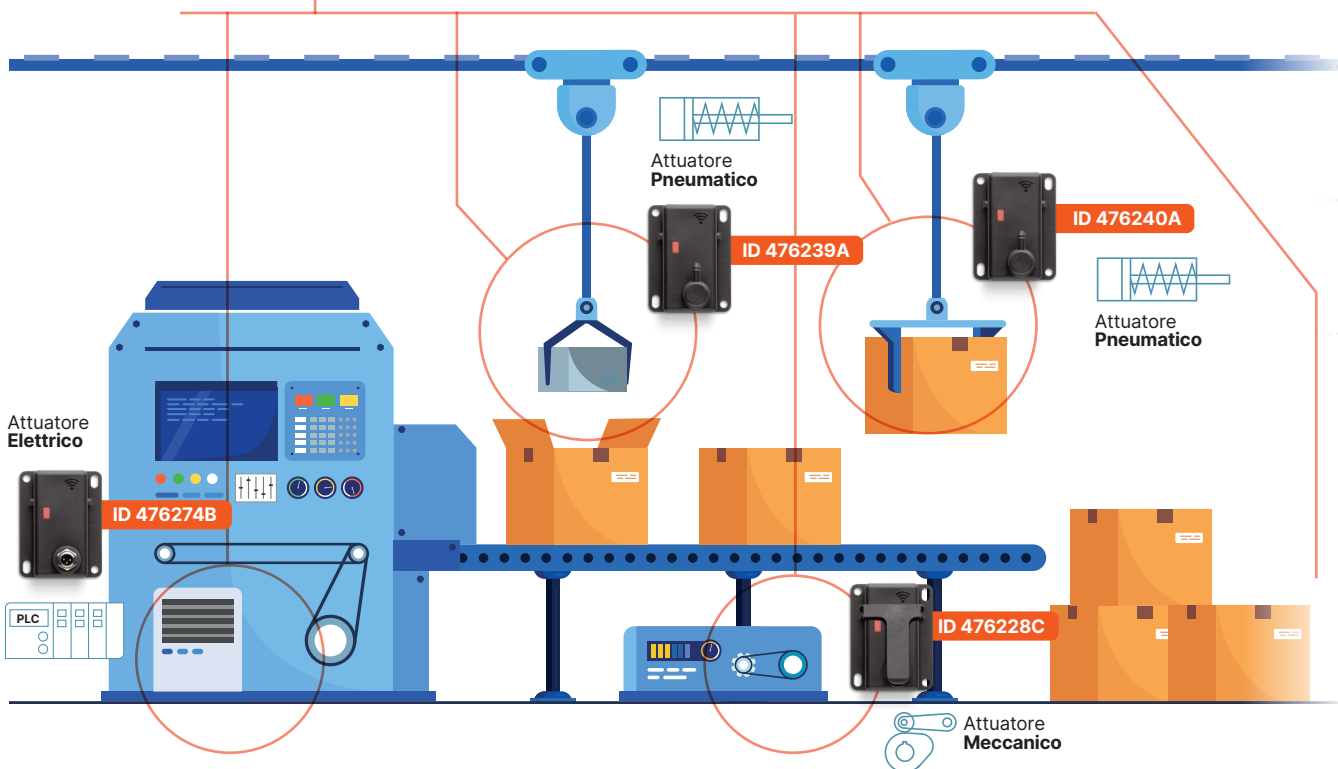 Attuatore
Pneumatico
ID 476239A
ID 476240A
Attuatore
Pneumatico
Attuatore
Elettrico
ID 476274B
PLC
ID 476228C
Attuatore
Meccanico